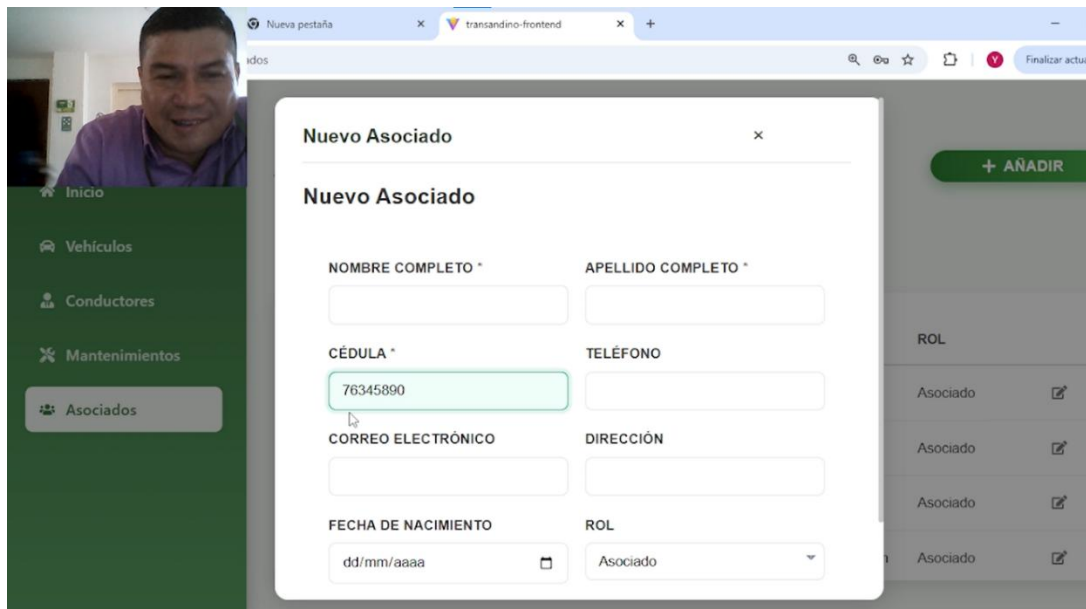 Nueva pestaña
transandino-frontend
dos
Finalizar actua
Nuevo Asociado
+ AÑADIR
Nuevo Asociado
Inicio
Vehículos
Conductores
Mantenimientos
Asociados
NOMBRE COMPLETO *
APELLIDO COMPLETO *
CÉDULA *
TELÉFONO
76345890
CORREO ELECTRÓNICO
DIRECCIÓN
FECHA DE NACIMIENTO
ROL
dd/mm/aaaa
Asociado
ROL
Asociado
Asociado
Asociado
Asociado